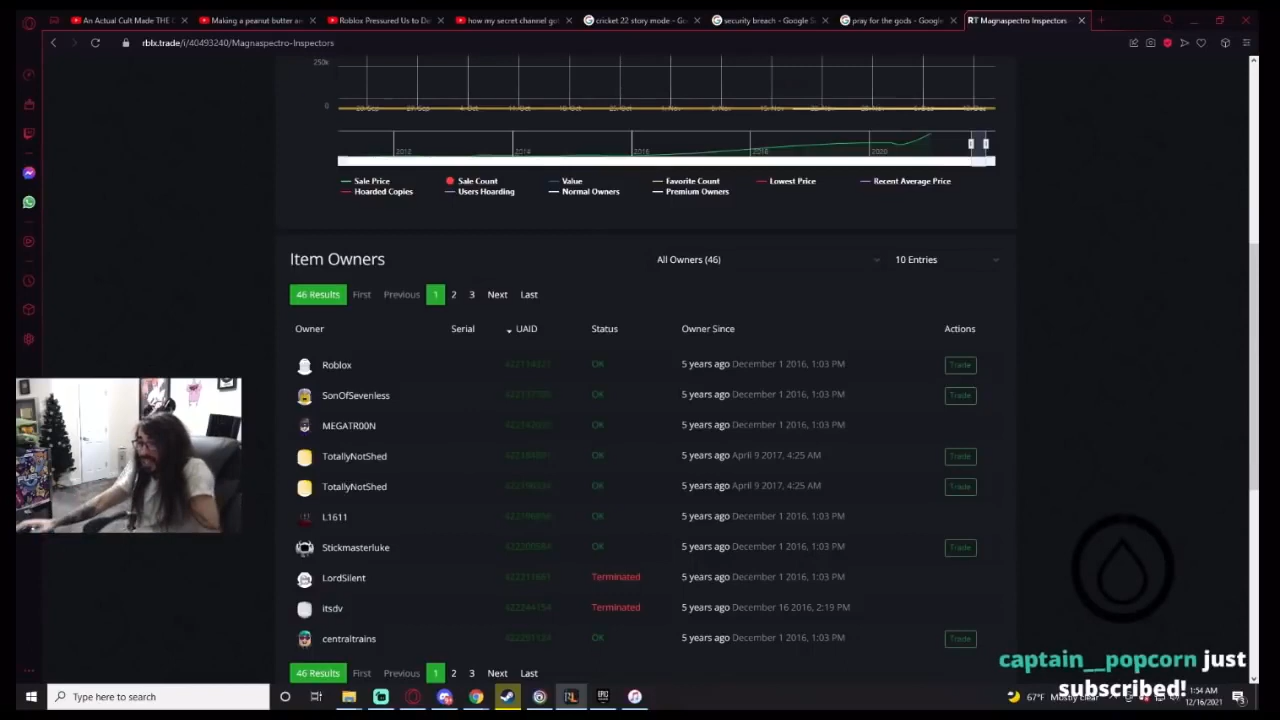 An Actual Cult Made THE
Making a peanut butter an
Roblox Pressured Us to De
how my secret channel got
cricket 22 story mode - Go
security breach - Google S
pray for the gods - Google
RT Magnaspectro Inspectors
rblx.trade/i/40493240/Magnaspectro-Inspectors
250k
0
2012
2014
2016
2018
2020
Sale Price
Sale Count
Value
Favorite Count
Lowest Price
Recent Average Price
Hoarded Copies
Users Hoarding
Normal Owners
Premium Owners
Item Owners
All Owners (46)
10 Entries
46 Results First Previous 1 2 3 Next Last
Owner Serial UAID Status Owner Since Actions
Roblox OK 5 years ago December 1 2016, 1:03 PM Trade
SonOfSevenless OK 5 years ago December 1 2016, 1:03 PM Trade
MEGATR00N OK 5 years ago December 1 2016, 1:03 PM
TotallyNotShed OK 5 years ago April 9 2017, 4:25 AM Trade
TotallyNotShed OK 5 years ago April 9 2017, 4:25 AM Trade
L1611 OK 5 years ago December 1 2016, 1:03 PM
Stickmasterluke OK 5 years ago December 1 2016, 1:03 PM Trade
LordSilent Terminated 5 years ago December 1 2016, 1:03 PM
itsdv Terminated 5 years ago December 16 2016, 2:19 PM
centraltrains OK 5 years ago December 1 2016, 1:03 PM Trade
46 Results First Previous 1 2 3 Next Last
captain__popcorn just
subscribed!
Type here to search
67°F Mostly clear
1:54 AM
12/16/2021
3